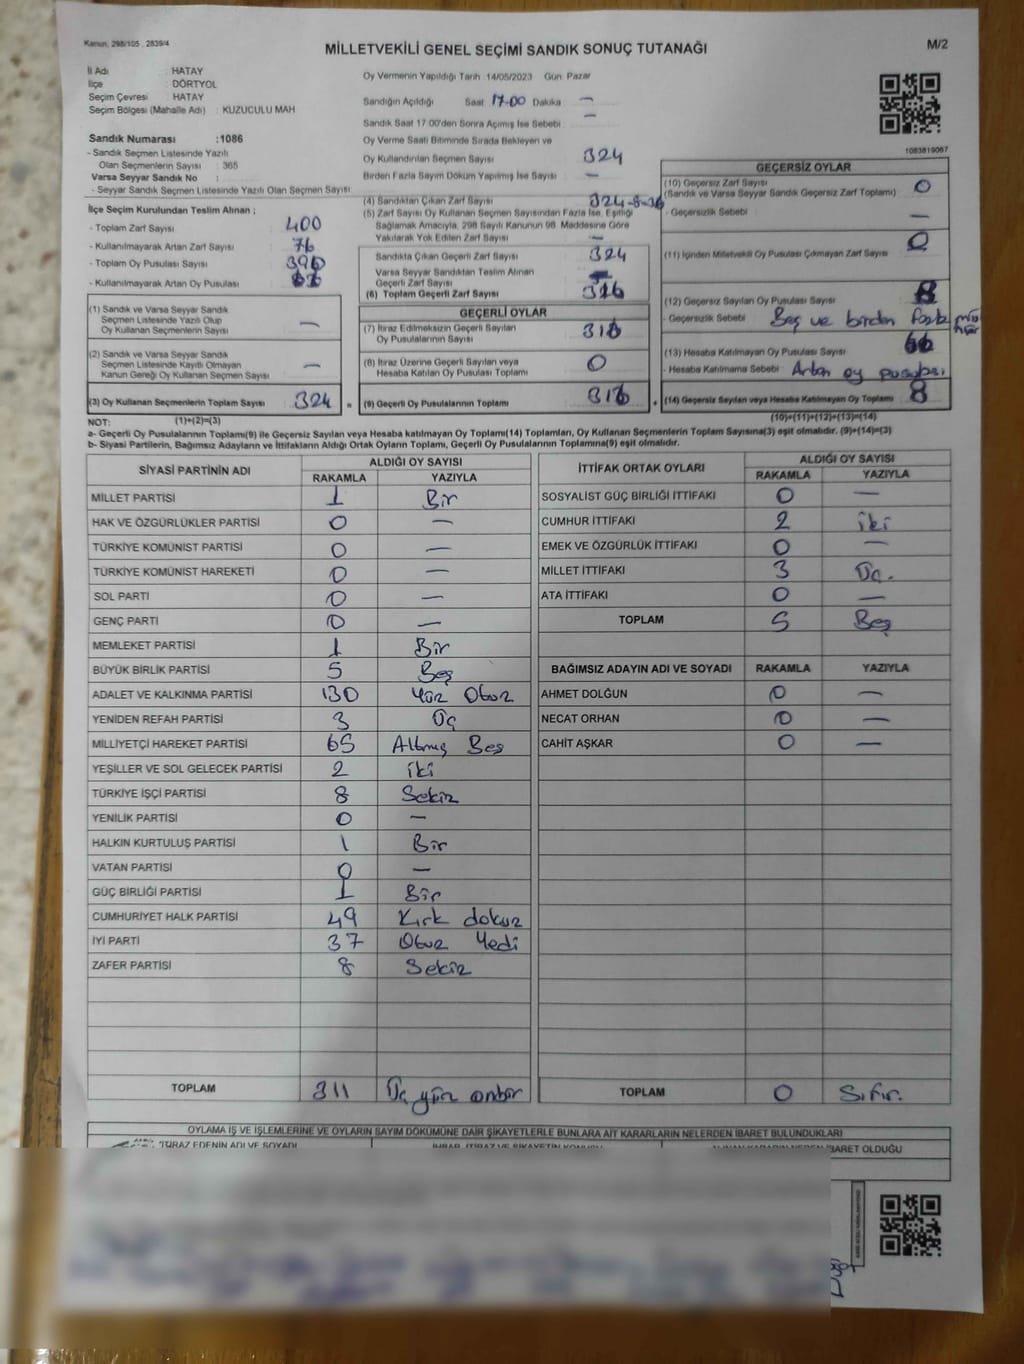 Kanun, 298/105 , 2839/4
MİLLETVEKİLİ GENEL SEÇİMİ SANDIK SONUÇ TUTANAĞI
M/2
İl Adı : HATAY
İlçe : DÖRTYOL
Seçim Çevresi : HATAY
Seçim Bölgesi (Mahalle Adı) : KUZUCULU MAH
Sandık Numarası :1086
- Sandık Seçmen Listesinde Yazılı
Olan Seçmenlerin Sayısı : 365
Varsa Seyyar Sandık No :
- Seyyar Sandık Seçmen Listesinde Yazılı Olan Seçmen Sayısı:
Oy Vermenin Yapıldığı Tarih :14/05/2023 Gün: Pazar
Sandığın Açıldığı Saat 17:00 Dakika —
Sandık Saat 17.00'den Sonra Açımış İse Sebebi : —
Oy Verme Saati Bitiminde Sırada Bekleyen ve
Oy Kullandırılan Seçmen Sayısı 324
Birden Fazla Sayım Döküm Yapılmış İse Sayısı —
1083819067
İlçe Seçim Kurulundan Teslim Alınan ;
- Toplam Zarf Sayısı 400
- Kullanılmayarak Artan Zarf Sayısı 76
- Toplam Oy Pusulası Sayısı
- Kullanılmayarak Artan Oy Pusulası
(1) Sandık ve Varsa Seyyar Sandık
Seçmen Listesinde Yazılı Olup
Oy Kullanan Seçmenlerin Sayısı —
(2) Sandık ve Varsa Seyyar Sandık
Seçmen Listesinde Kayıtlı Olmayan
Kanun Gereği Oy Kullanan Seçmen Sayısı —
(3) Oy Kullanan Seçmenlerin Toplam Sayısı 324
(1)+(2)=(3)
(4) Sandıktan Çıkan Zarf Sayısı 324
(5) Zarf Sayısı Oy Kullanan Seçmen Sayısından Fazla İse, Eşitliği
Sağlamak Amacıyla, 298 Sayılı Kanunun 98. Maddesine Göre
Yakılarak Yok Edilen Zarf Sayısı —
Sandıkta Çıkan Geçerli Zarf Sayısı 324
Varsa Seyyar Sandıktan Teslim Alınan
Geçerli Zarf Sayısı
(6) Toplam Geçerli Zarf Sayısı
GEÇERLİ OYLAR
(7) İtiraz Edilmeksizin Geçerli Sayılan
Oy Pusulalarının Sayısı 316
(8) İtiraz Üzerine Geçerli Sayılan veya
Hesaba Katılan Oy Pusulası Toplamı 0
= (9) Geçerli Oy Pusulalarının Toplamı 316 +
GEÇERSİZ OYLAR
(10) Geçersiz Zarf Sayısı
(Sandık ve Varsa Seyyar Sandık Geçersiz Zarf Toplamı) 0
- Geçersizlik Sebebi : —
(11) İçinden Milletvekili Oy Pusulası Çıkmayan Zarf Sayısı 0
(12) Geçersiz Sayılan Oy Pusulası Sayısı 8
- Geçersizlik Sebebi : Boş ve birden fazla mühür
(13) Hesaba Katılmayan Oy Pusulası Sayısı
- Hesaba Katılmama Sebebi : Artan oy pusulası
(14) Geçersiz Sayılan veya Hesaba Katılmayan Oy Toplamı 8
(10)+(11)+(12)+(13)=(14)
NOT:
a- Geçerli Oy Pusulalarının Toplamı(9) ile Geçersiz Sayılan veya Hesaba katılmayan Oy Toplamı(14) Toplamları, Oy Kullanan Seçmenlerin Toplam Sayısına(3) eşit olmalıdır. (9)+(14)=(3)
b- Siyasi Partilerin, Bağımsız Adayların ve İttifakların Aldığı Ortak Oyların Toplamı, Geçerli Oy Pusulalarının Toplamına(9) eşit olmalıdır.
SİYASİ PARTİNİN ADI ALDIĞI OY SAYISI
RAKAMLA YAZIYLA
MİLLET PARTİSİ 1 Bir
HAK VE ÖZGÜRLÜKLER PARTİSİ 0 —
TÜRKİYE KOMÜNİST PARTİSİ 0 —
TÜRKİYE KOMÜNİST HAREKETİ 0 —
SOL PARTİ 0 —
GENÇ PARTİ 0 —
MEMLEKET PARTİSİ 1 Bir
BÜYÜK BİRLİK PARTİSİ 5 Beş
ADALET VE KALKINMA PARTİSİ 130 Yüz Otuz
YENİDEN REFAH PARTİSİ 3 Üç
MİLLİYETÇİ HAREKET PARTİSİ 65 Altmış Beş
YEŞİLLER VE SOL GELECEK PARTİSİ 2 iki
TÜRKİYE İŞÇİ PARTİSİ 8 Sekiz
YENİLİK PARTİSİ 0 —
HALKIN KURTULUŞ PARTİSİ 1 Bir
VATAN PARTİSİ 0 —
GÜÇ BİRLİĞİ PARTİSİ 1 Bir
CUMHURİYET HALK PARTİSİ 49 Kırk dokuz
İYİ PARTİ 37 Otuz Yedi
ZAFER PARTİSİ 8 Sekiz
TOPLAM 311 Üç yüz onbir
İTTİFAK ORTAK OYLARI ALDIĞI OY SAYISI
RAKAMLA YAZIYLA
SOSYALİST GÜÇ BİRLİĞİ İTTİFAKI 0 —
CUMHUR İTTİFAKI 2 iki
EMEK VE ÖZGÜRLÜK İTTİFAKI 0 —
MİLLET İTTİFAKI 3 Üç.
ATA İTTİFAKI 0 —
TOPLAM 5 Beş
BAĞIMSIZ ADAYIN ADI VE SOYADI RAKAMLA YAZIYLA
AHMET DOLĞUN 0 —
NECAT ORHAN 0 —
CAHİT AŞKAR 0 —
TOPLAM 0 Sıfır.
OYLAMA İŞ VE İŞLEMLERİNE VE OYLARIN SAYIM DÖKÜMÜNE DAİR ŞİKAYETLERLE BUNLARA AİT KARARLARIN NELERDEN İBARET BULUNDUKLARI
İTİRAZ EDENİN ADI VE SOYADI
İBARET OLDUĞU